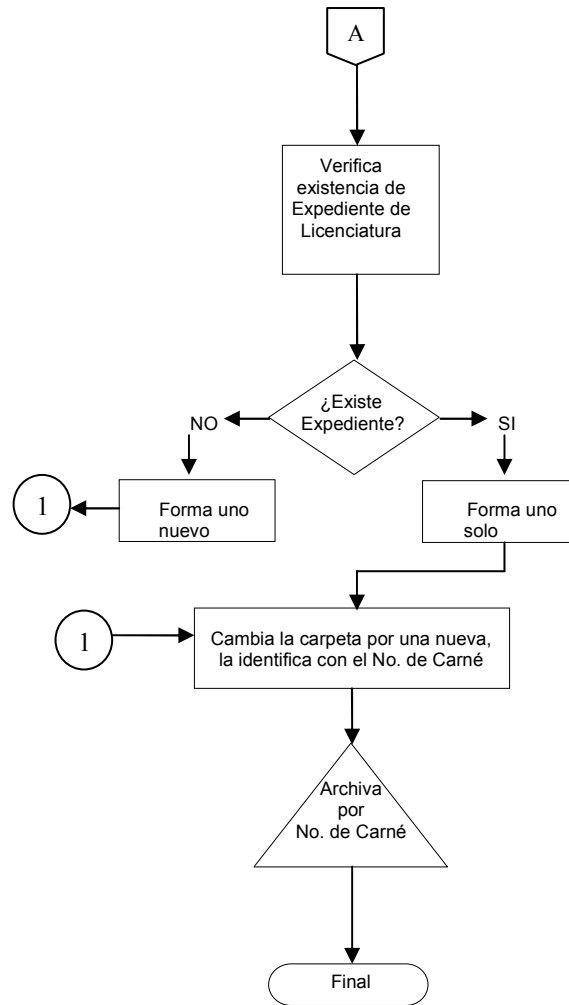 A
Verifica
existencia de
Expediente de
Licenciatura
¿Existe
Expediente?
NO
SI
1
Forma uno
nuevo
Forma uno
solo
1
Cambia la carpeta por una nueva,
la identifica con el No. de Carné
Archiva
por
No. de Carné
Final